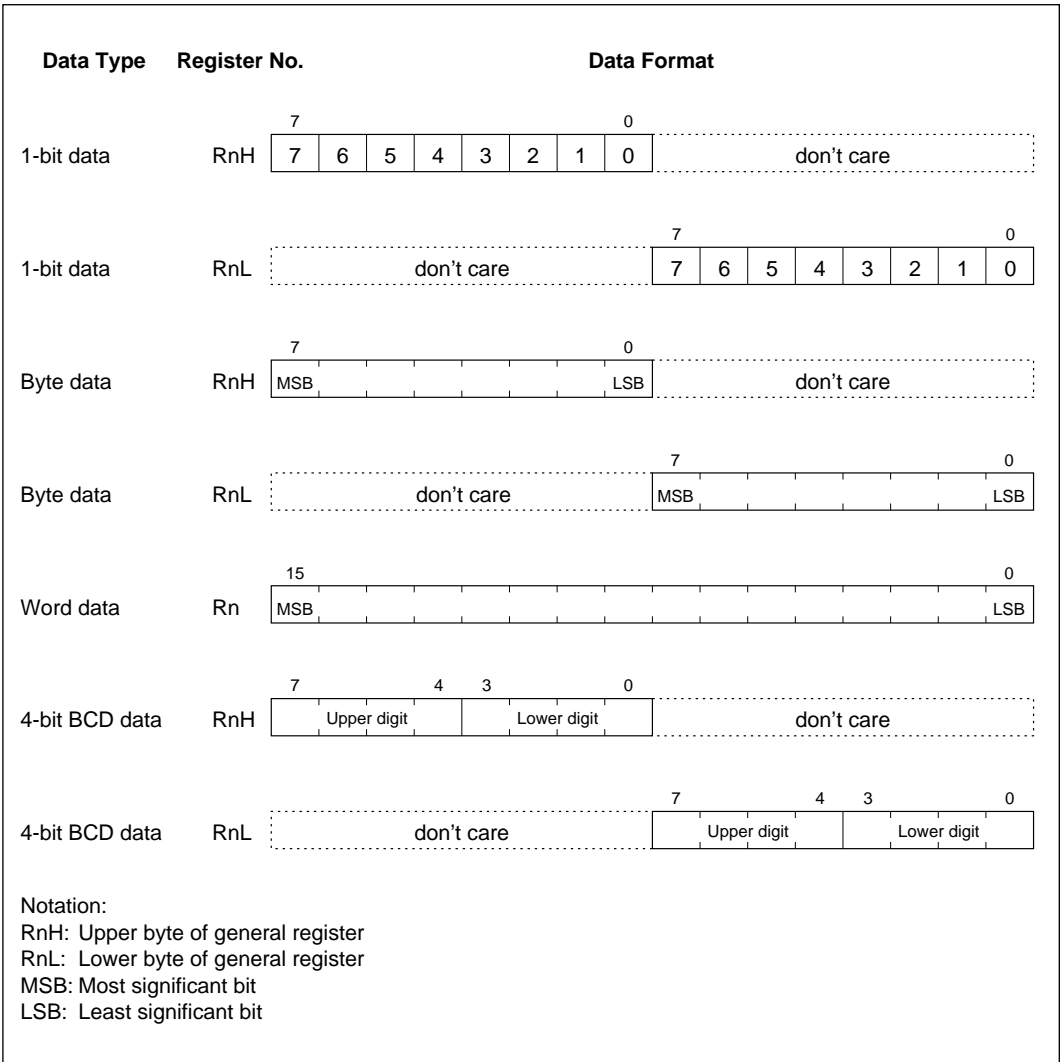 Data Type Register No. Data Format
7 0
1-bit data RnH 7 6 5 4 3 2 1 0 don't care
7 0
1-bit data RnL don't care 7 6 5 4 3 2 1 0
7 0
Byte data RnH MSB LSB don't care
7 0
Byte data RnL don't care MSB LSB
15 0
Word data Rn MSB LSB
7 4 3 0
4-bit BCD data RnH Upper digit Lower digit don't care
7 4 3 0
4-bit BCD data RnL don't care Upper digit Lower digit
Notation:
RnH: Upper byte of general register
RnL: Lower byte of general register
MSB: Most significant bit
LSB: Least significant bit